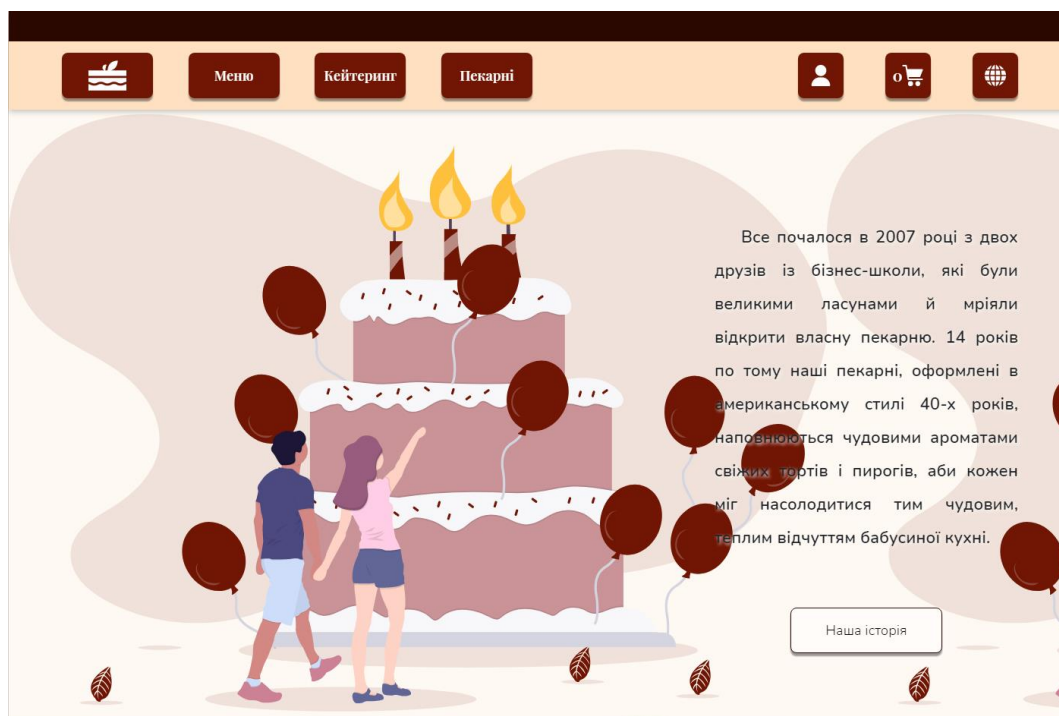 Меню
Кейтеринг
Пекарні
0
Все почалося в 2007 році з двох
друзів із бізнес-школи, які були
великими ласунами й мріяли
відкрити власну пекарню. 14 років
по тому наші пекарні, оформлені в
американському стилі 40-х років,
наповнюються чудовими ароматами
свіжих тортів і пирогів, аби кожен
міг насолодитися тим чудовим,
теплим відчуттям бабусиної кухні.
Наша історія